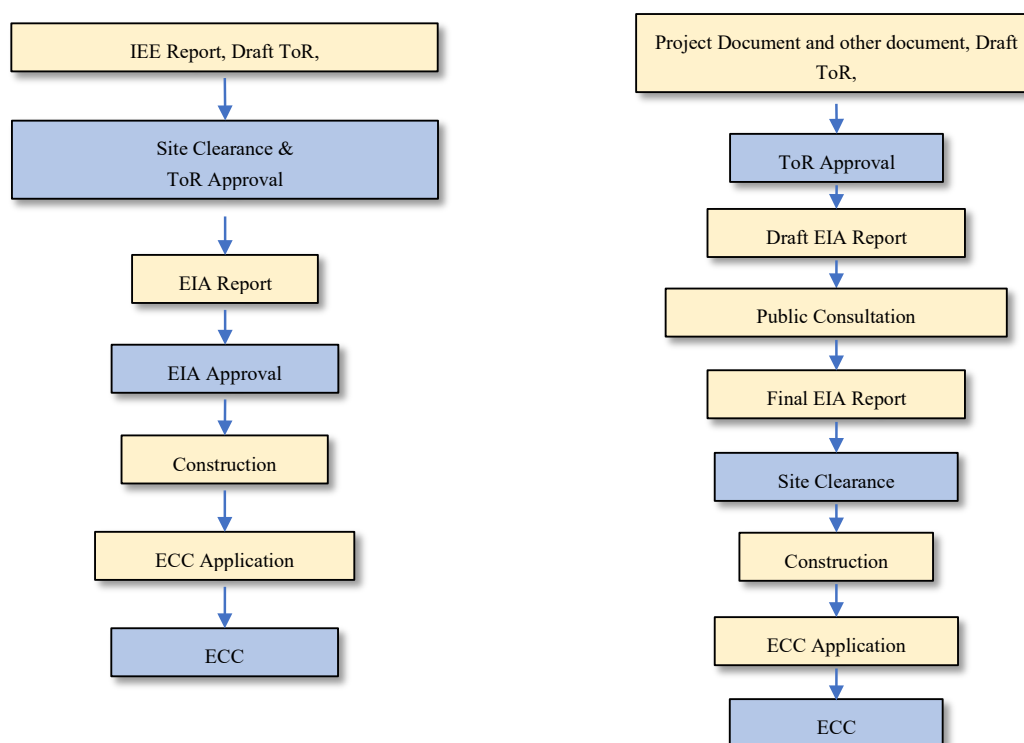 IEE Report, Draft ToR,
Site Clearance &
ToR Approval
EIA Report
EIA Approval
Construction
ECC Application
ECC
Project Document and other document, Draft
ToR,
ToR Approval
Draft EIA Report
Public Consultation
Final EIA Report
Site Clearance
Construction
ECC Application
ECC